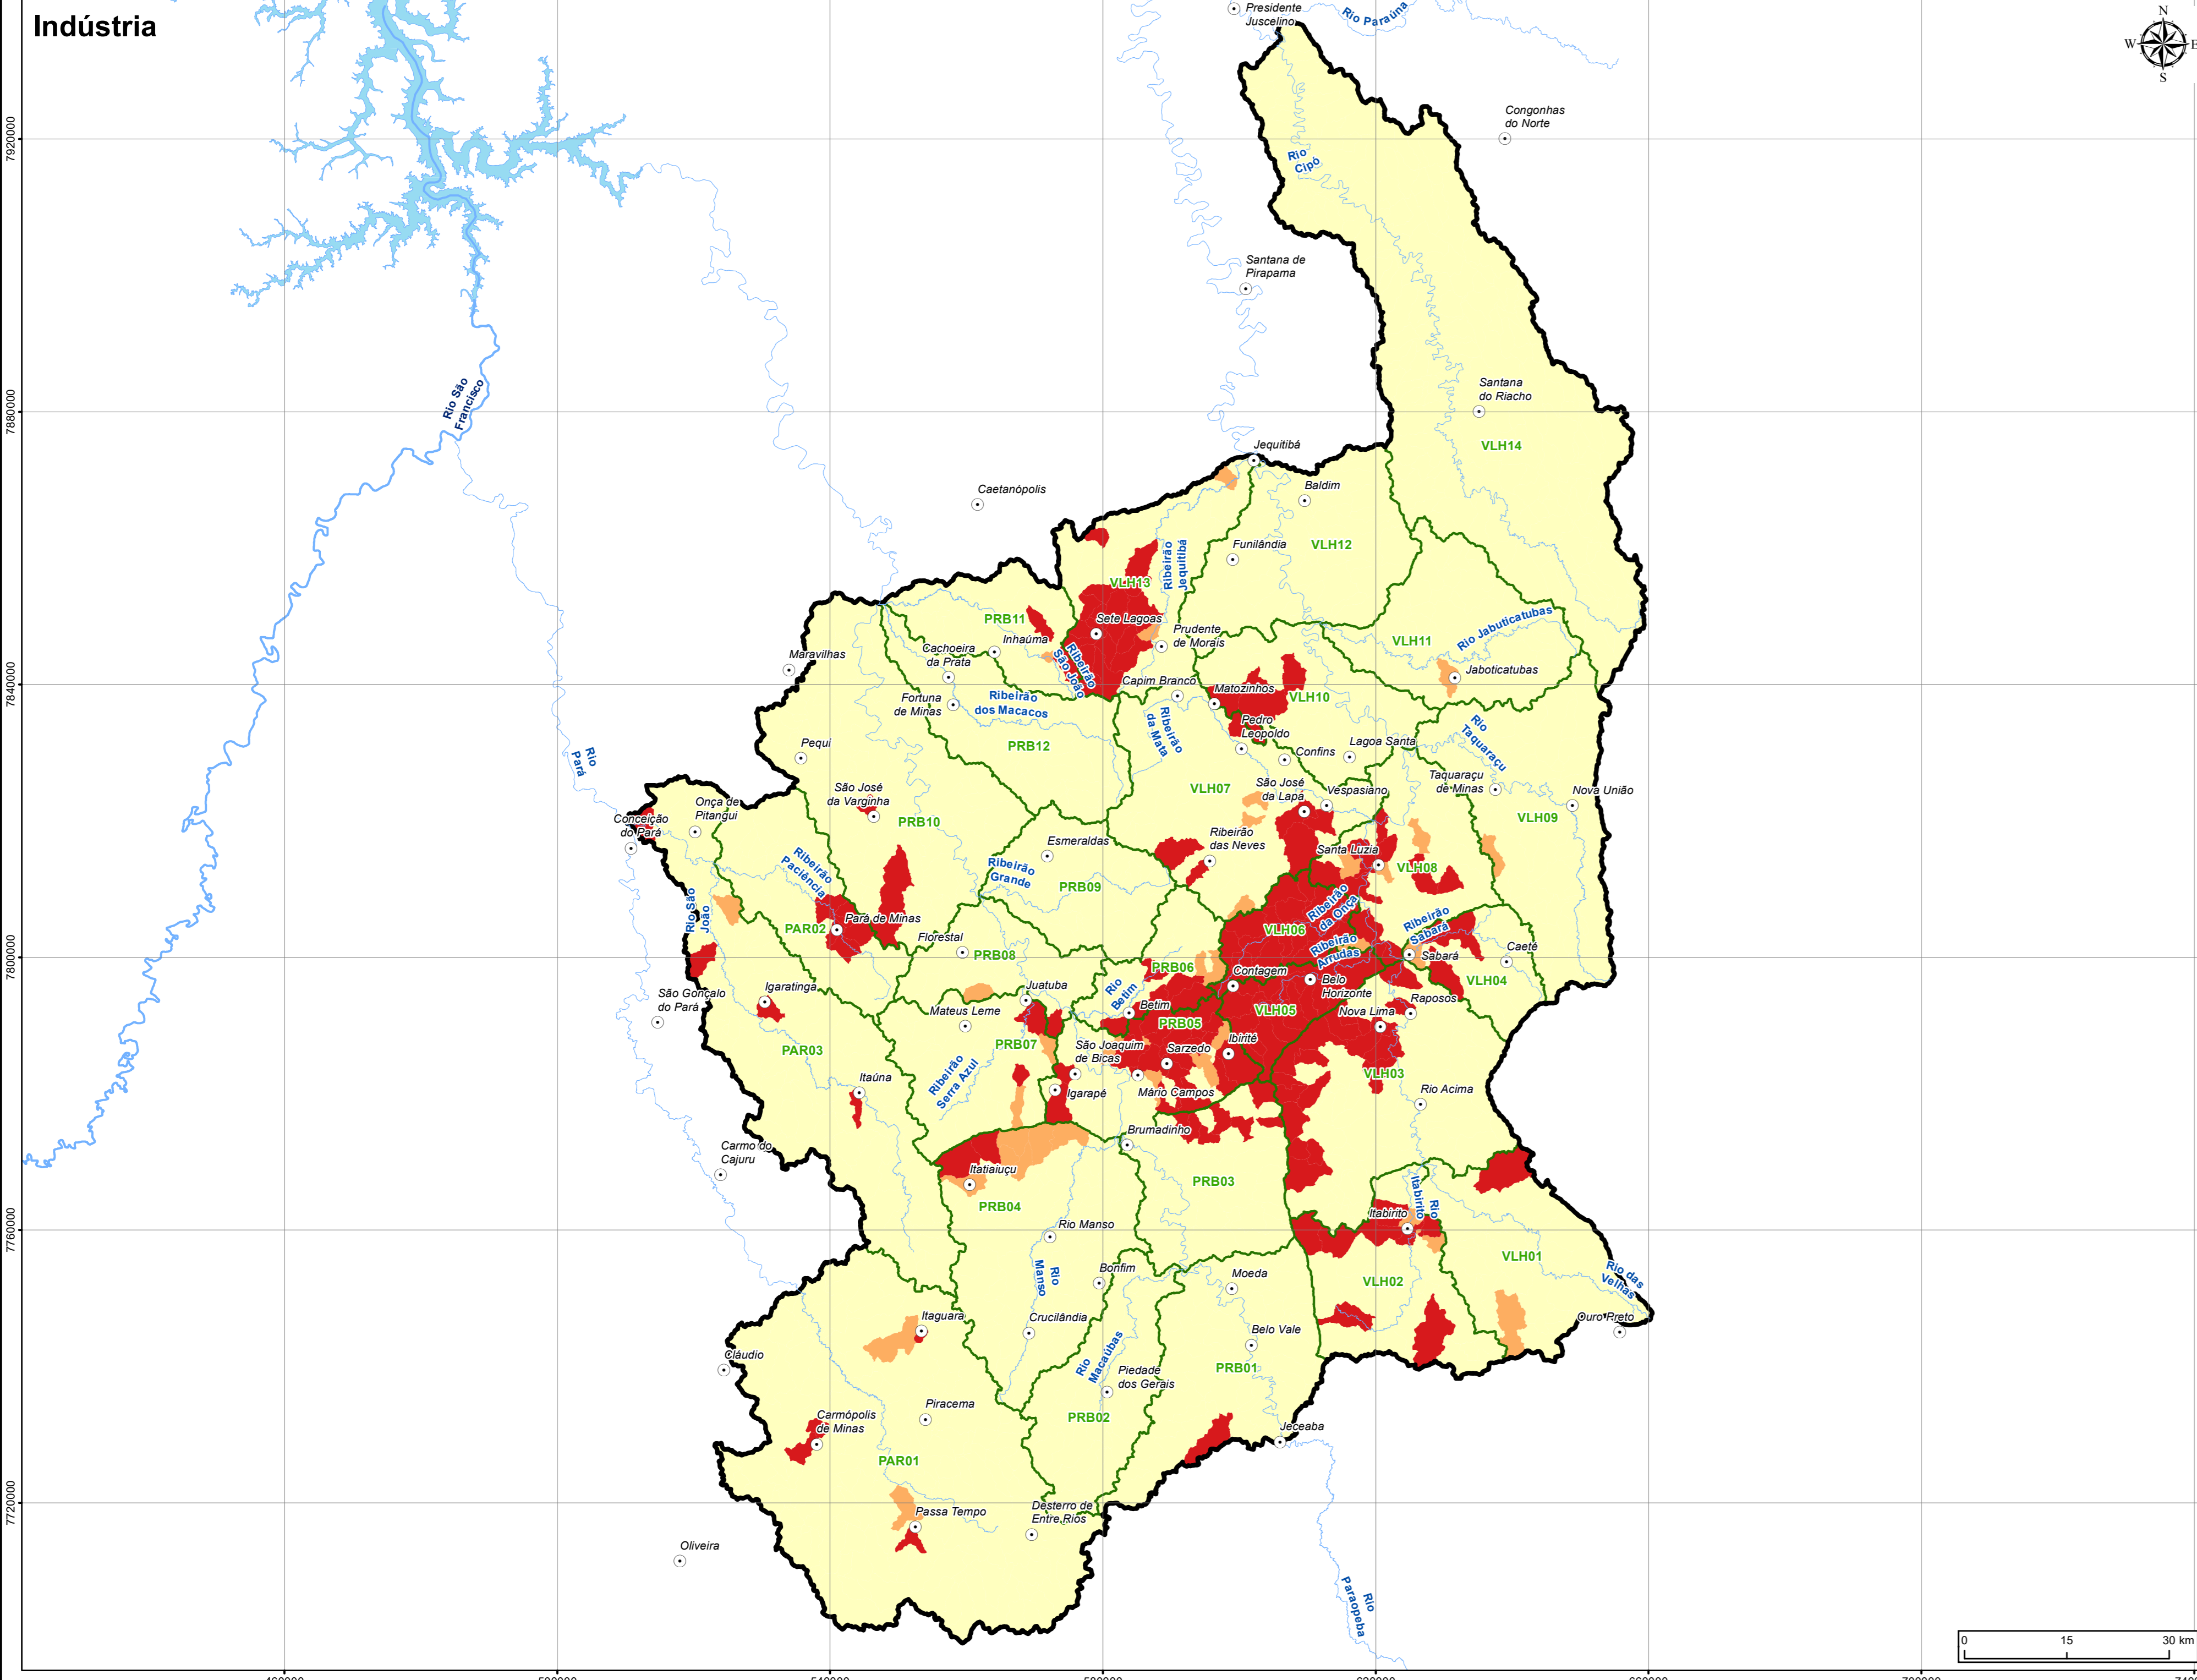 Indústria
N
W
E
S
Presidente
Juscelino
Rio Paraúna
Congonhas
do Norte
7920000
Rio
Cipó
Santana de
Pirapama
Rio São
Francisco
7880000
Santana
do Riacho
VLH14
Jequitibá
Caetanópolis
Baldim
Ribeirão
Jequitibá
Funilândia
VLH12
VLH13
PRB11
Sete Lagoas
Inhaúma
Prudente
de Morais
VLH11
Rio Jabuticatubas
Jaboticatubas
Maravilhas
Cachoeira
da Prata
Ribeirão
São João
7840000
Capim Branco
Matozinhos
VLH10
Fortuna
de Minas
Ribeirão
dos Macacos
Ribeirão
da Mata
Pedro
Leopoldo
Rio
Taquaraçu
Pequi
PRB12
Confins
Lagoa Santa
Rio
Pará
São José
da Varginha
VLH07
São José
da Lapa
Vespasiano
Taquaraçu
de Minas
Nova União
Onça de
Pitangui
Conceição
do Pará
PRB10
VLH09
Esmeraldas
Ribeirão
das Neves
Santa Luzia
VLH08
Ribeirão
Paciência
Ribeirão
Grande
PRB09
Rio São
João
Pará de Minas
PAR02
Ribeirão
da Onça
VLH06
Ribeirão
Sabará
Ribeirão
Arrudas
7800000
Florestal
PRB08
PRB06
Contagem
Sabará
Caeté
VLH04
Belo
Horizonte
São Gonçalo
do Pará
Igaratinga
Juatuba
Rio
Betim
Betim
Raposos
Mateus Leme
PRB05
VLH05
Nova Lima
PAR03
PRB07
São Joaquim
de Bicas
Sarzedo
Ibirité
VLH03
Itaúna
Ribeirão
Serra Azul
Igarapé
Mário Campos
Rio Acima
Brumadinho
Carmo do
Cajuru
Itatiaiuçu
PRB03
PRB04
Rio
Itabirito
Itabirito
7760000
Rio Manso
VLH01
Rio
Manso
Bonfim
Moeda
VLH02
Rio das
Velhas
Itaguara
Crucilândia
Belo Vale
Ouro Preto
Cláudio
Rio
Macaúbas
Piedade
dos Gerais
PRB01
Piracema
Carmópolis
de Minas
PRB02
Jeceaba
PAR01
7720000
Passa Tempo
Desterro de
Entre Rios
Oliveira
Rio
Paraopeba
0
15
30 km